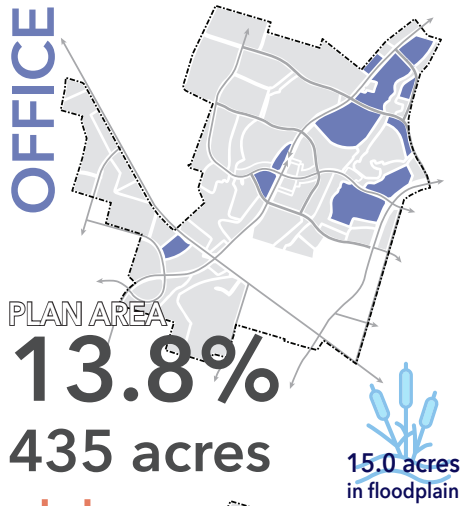 OFFICE
PLAN AREA
13.8%
435 acres
15.0 acres
in floodplain